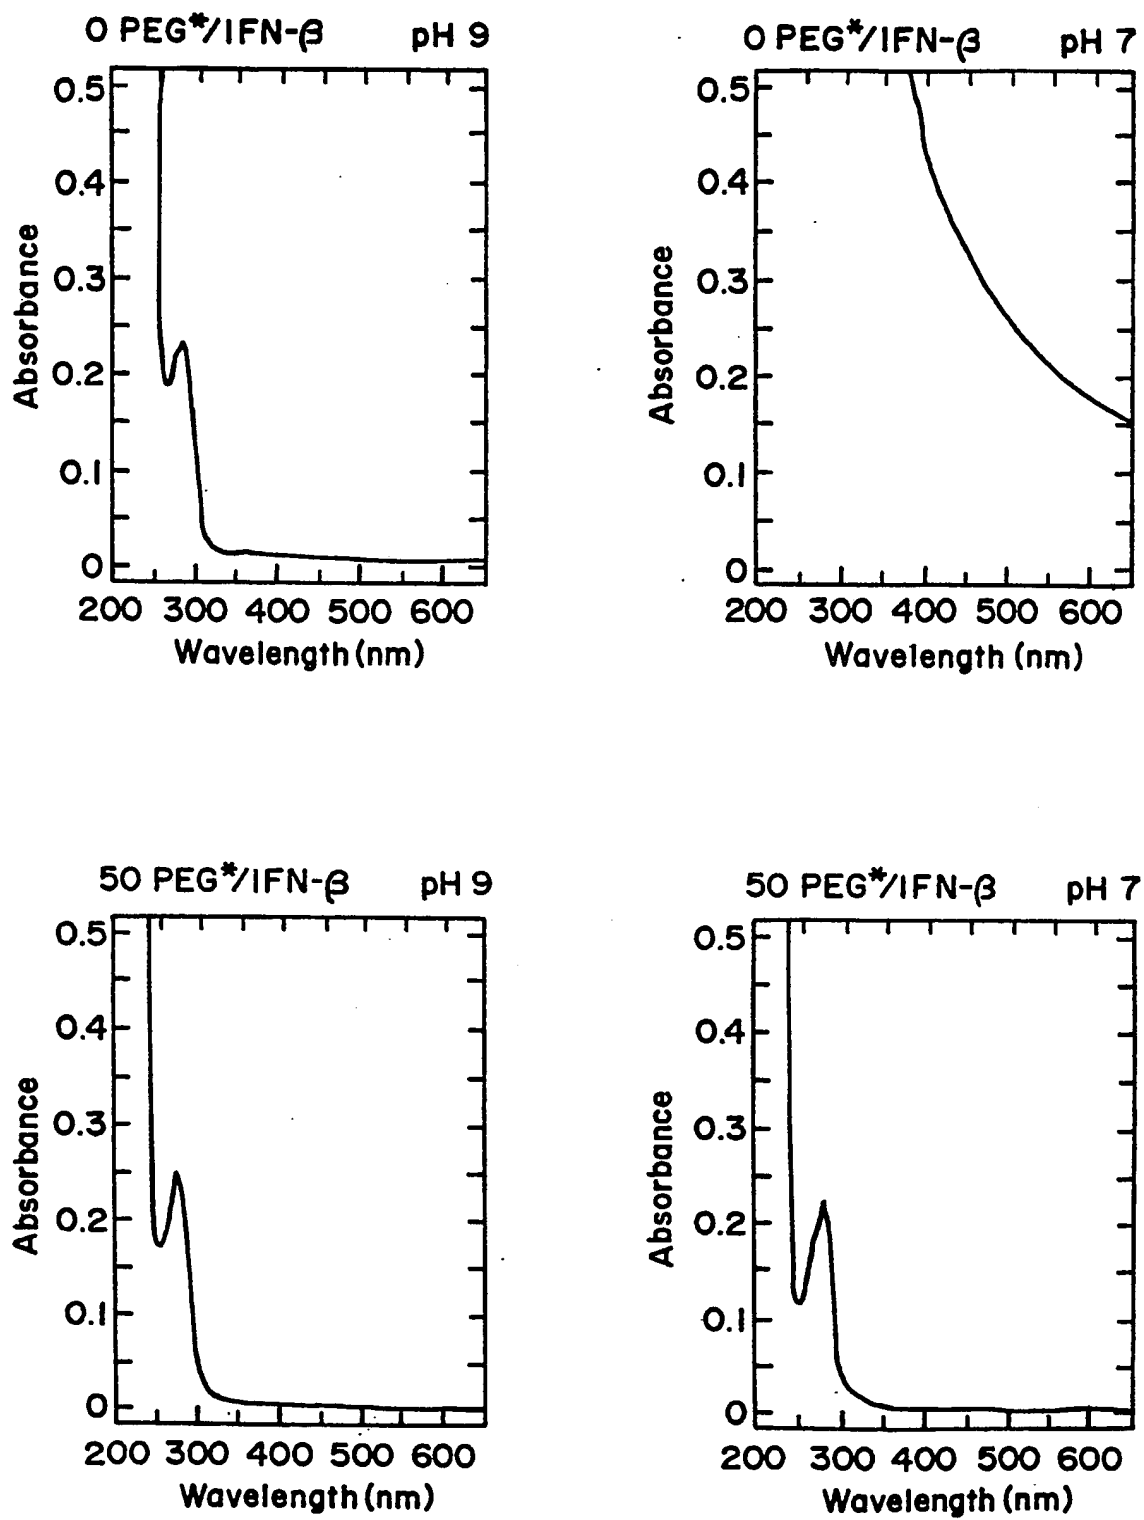 0 PEG*/IFN-β pH 9
0.5
0.4
0.3
0.2
0.1
0
Absorbance
200 300 400 500 600
Wavelength (nm)
0 PEG*/IFN-β pH 7
0.5
0.4
0.3
0.2
0.1
0
Absorbance
200 300 400 500 600
Wavelength (nm)
50 PEG*/IFN-β pH 9
0.5
0.4
0.3
0.2
0.1
0
Absorbance
200 300 400 500 600
Wavelength (nm)
50 PEG*/IFN-β pH 7
0.5
0.4
0.3
0.2
0.1
0
Absorbance
200 300 400 500 600
Wavelength (nm)